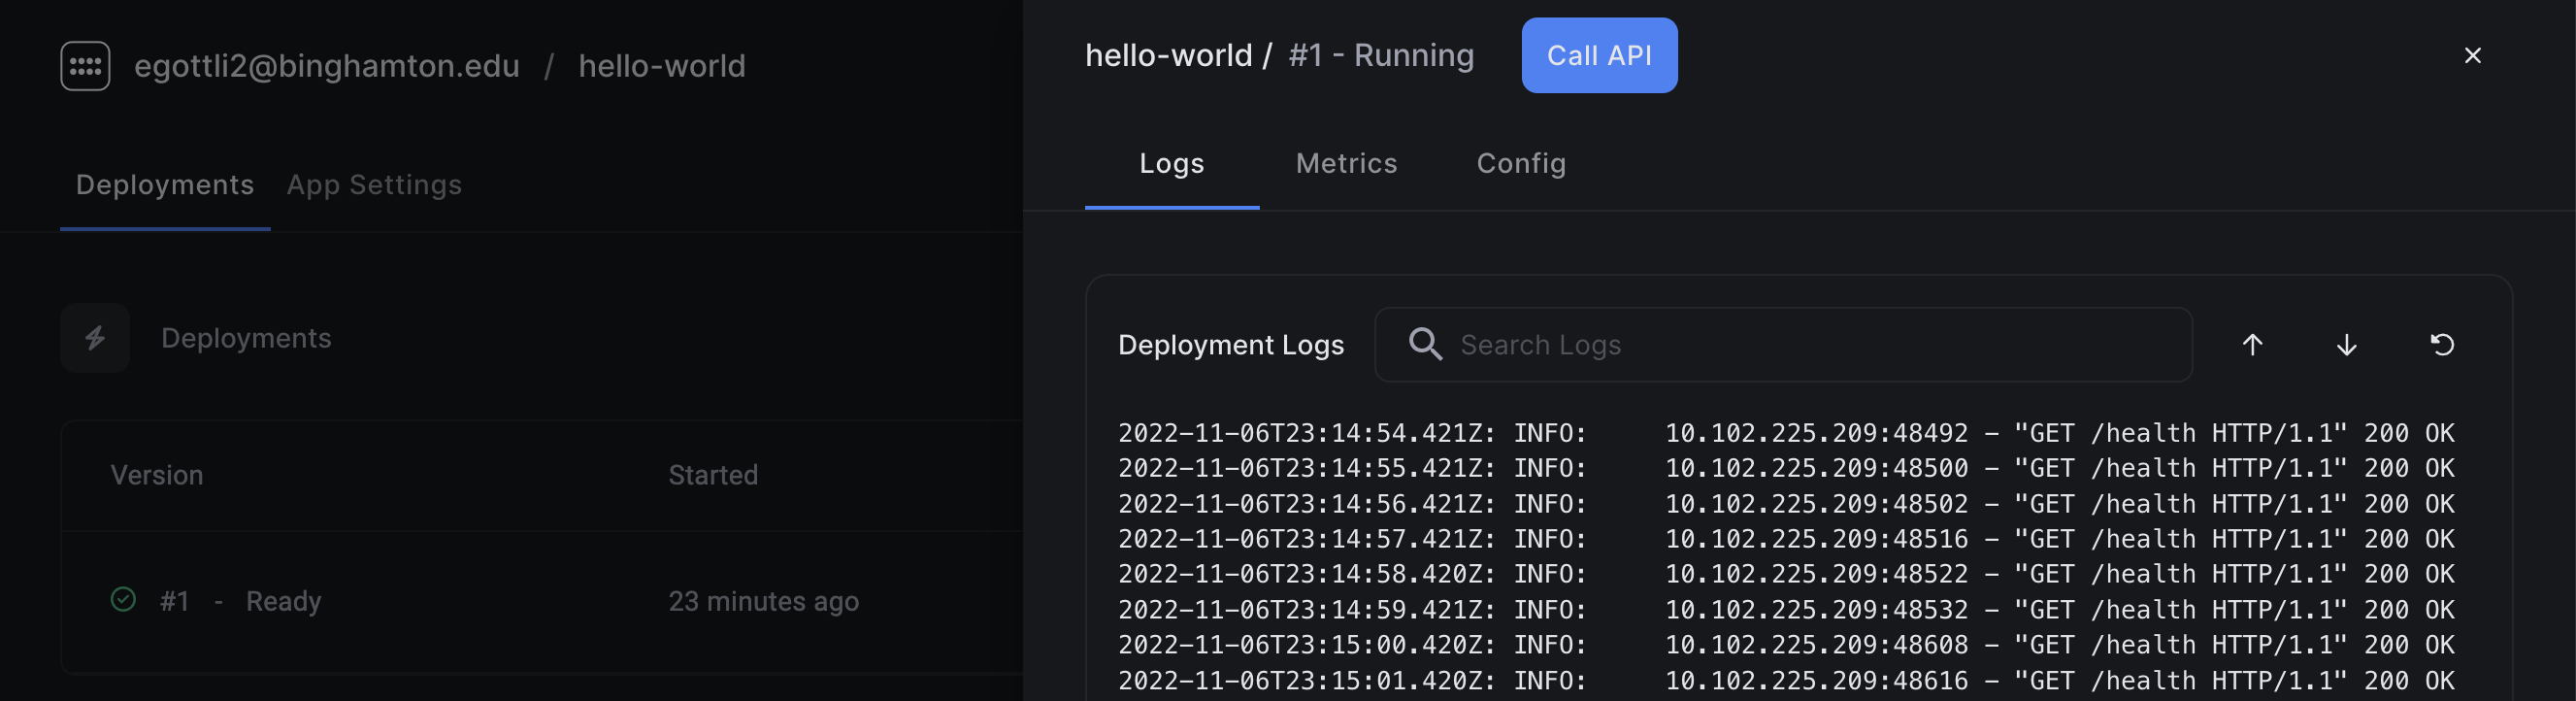 egottli2@binghamton.edu / hello-world
Deployments App Settings
Deployments
Version Started
#1 - Ready 23 minutes ago
hello-world / #1 - Running Call API
Logs Metrics Config
Deployment Logs Search Logs
2022-11-06T23:14:54.421Z: INFO: 10.102.225.209:48492 – "GET /health HTTP/1.1" 200 OK
2022-11-06T23:14:55.421Z: INFO: 10.102.225.209:48500 – "GET /health HTTP/1.1" 200 OK
2022-11-06T23:14:56.421Z: INFO: 10.102.225.209:48502 – "GET /health HTTP/1.1" 200 OK
2022-11-06T23:14:57.421Z: INFO: 10.102.225.209:48516 – "GET /health HTTP/1.1" 200 OK
2022-11-06T23:14:58.420Z: INFO: 10.102.225.209:48522 – "GET /health HTTP/1.1" 200 OK
2022-11-06T23:14:59.421Z: INFO: 10.102.225.209:48532 – "GET /health HTTP/1.1" 200 OK
2022-11-06T23:15:00.420Z: INFO: 10.102.225.209:48608 – "GET /health HTTP/1.1" 200 OK
2022-11-06T23:15:01.420Z: INFO: 10.102.225.209:48616 – "GET /health HTTP/1.1" 200 OK